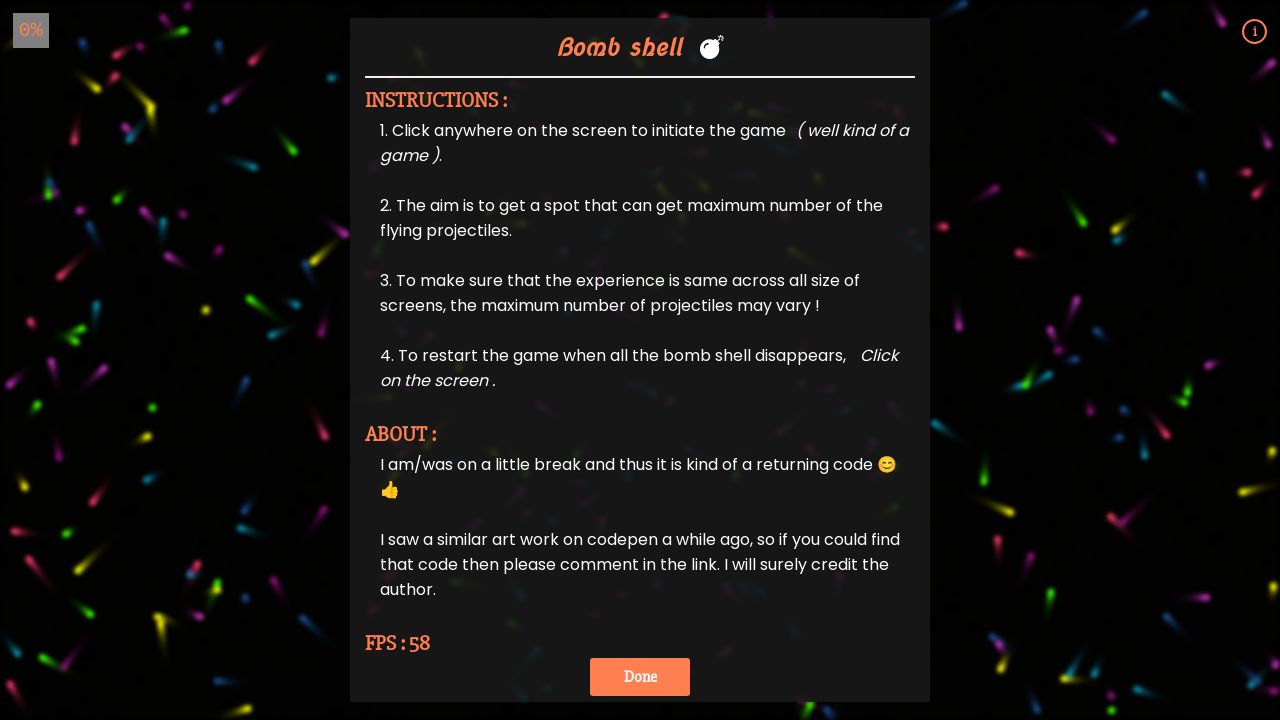 0%
Bomb shell 💣
i
INSTRUCTIONS :
1. Click anywhere on the screen to initiate the game ( well kind of a
game ).
2. The aim is to get a spot that can get maximum number of the
flying projectiles.
3. To make sure that the experience is same across all size of
screens, the maximum number of projectiles may vary !
4. To restart the game when all the bomb shell disappears, Click
on the screen .
ABOUT :
I am/was on a little break and thus it is kind of a returning code 😊
👍
I saw a similar art work on codepen a while ago, so if you could find
that code then please comment in the link. I will surely credit the
author.
FPS : 58
Done